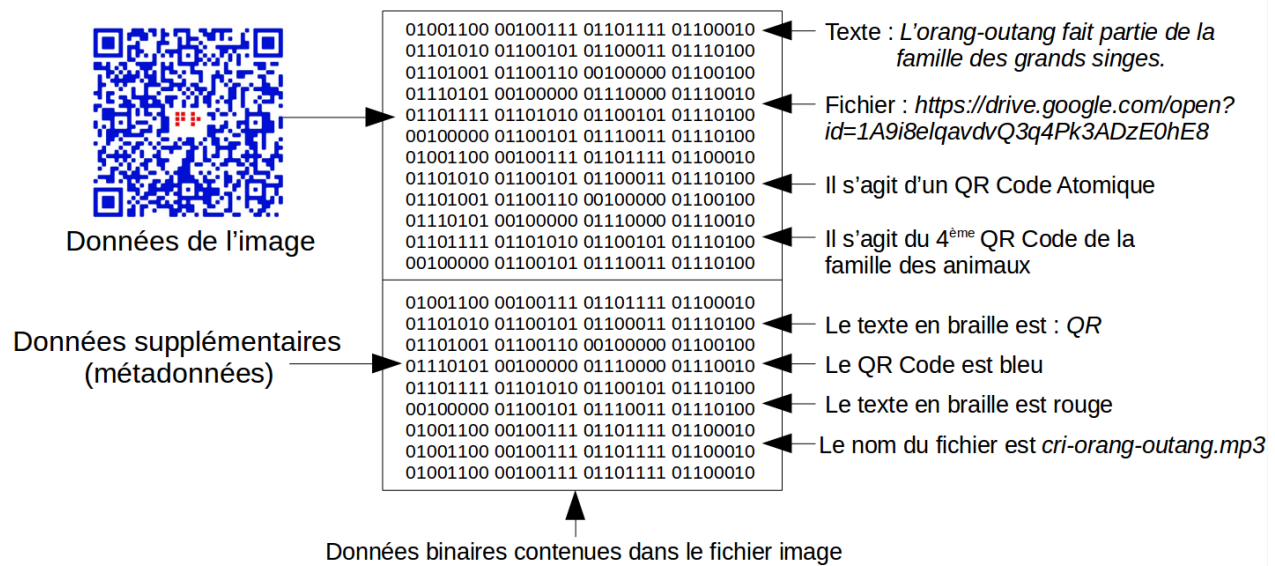 01001100 00100111 01101111 01100010
01101010 01100101 01100011 01110100
01101001 01100110 00100000 01100100
01110101 00100000 01110000 01110010
01101111 01101010 01100101 01110100
00100000 01100101 01110011 01110100
01001100 00100111 01101111 01100010
01101010 01100101 01100011 01110100
01101001 01100110 00100000 01100100
01110101 00100000 01110000 01110010
01101111 01101010 01100101 01110100
00100000 01100101 01110011 01110100
Données de l’image
Texte : L’orang-outang fait partie de la
famille des grands singes.
Fichier : https://drive.google.com/open?
id=1A9i8elqavdvQ3q4Pk3ADzE0hE8
Il s’agit d’un QR Code Atomique
Il s’agit du 4ème QR Code de la
famille des animaux
01001100 00100111 01101111 01100010
01101010 01100101 01100011 01110100
01101001 01100110 00100000 01100100
01110101 00100000 01110000 01110010
01101111 01101010 01100101 01110100
00100000 01100101 01110011 01110100
01001100 00100111 01101111 01100010
01001100 00100111 01101111 01100010
01001100 00100111 01101111 01100010
Données supplémentaires
(métadonnées)
Le texte en braille est : QR
Le QR Code est bleu
Le texte en braille est rouge
Le nom du fichier est cri-orang-outang.mp3
Données binaires contenues dans le fichier image